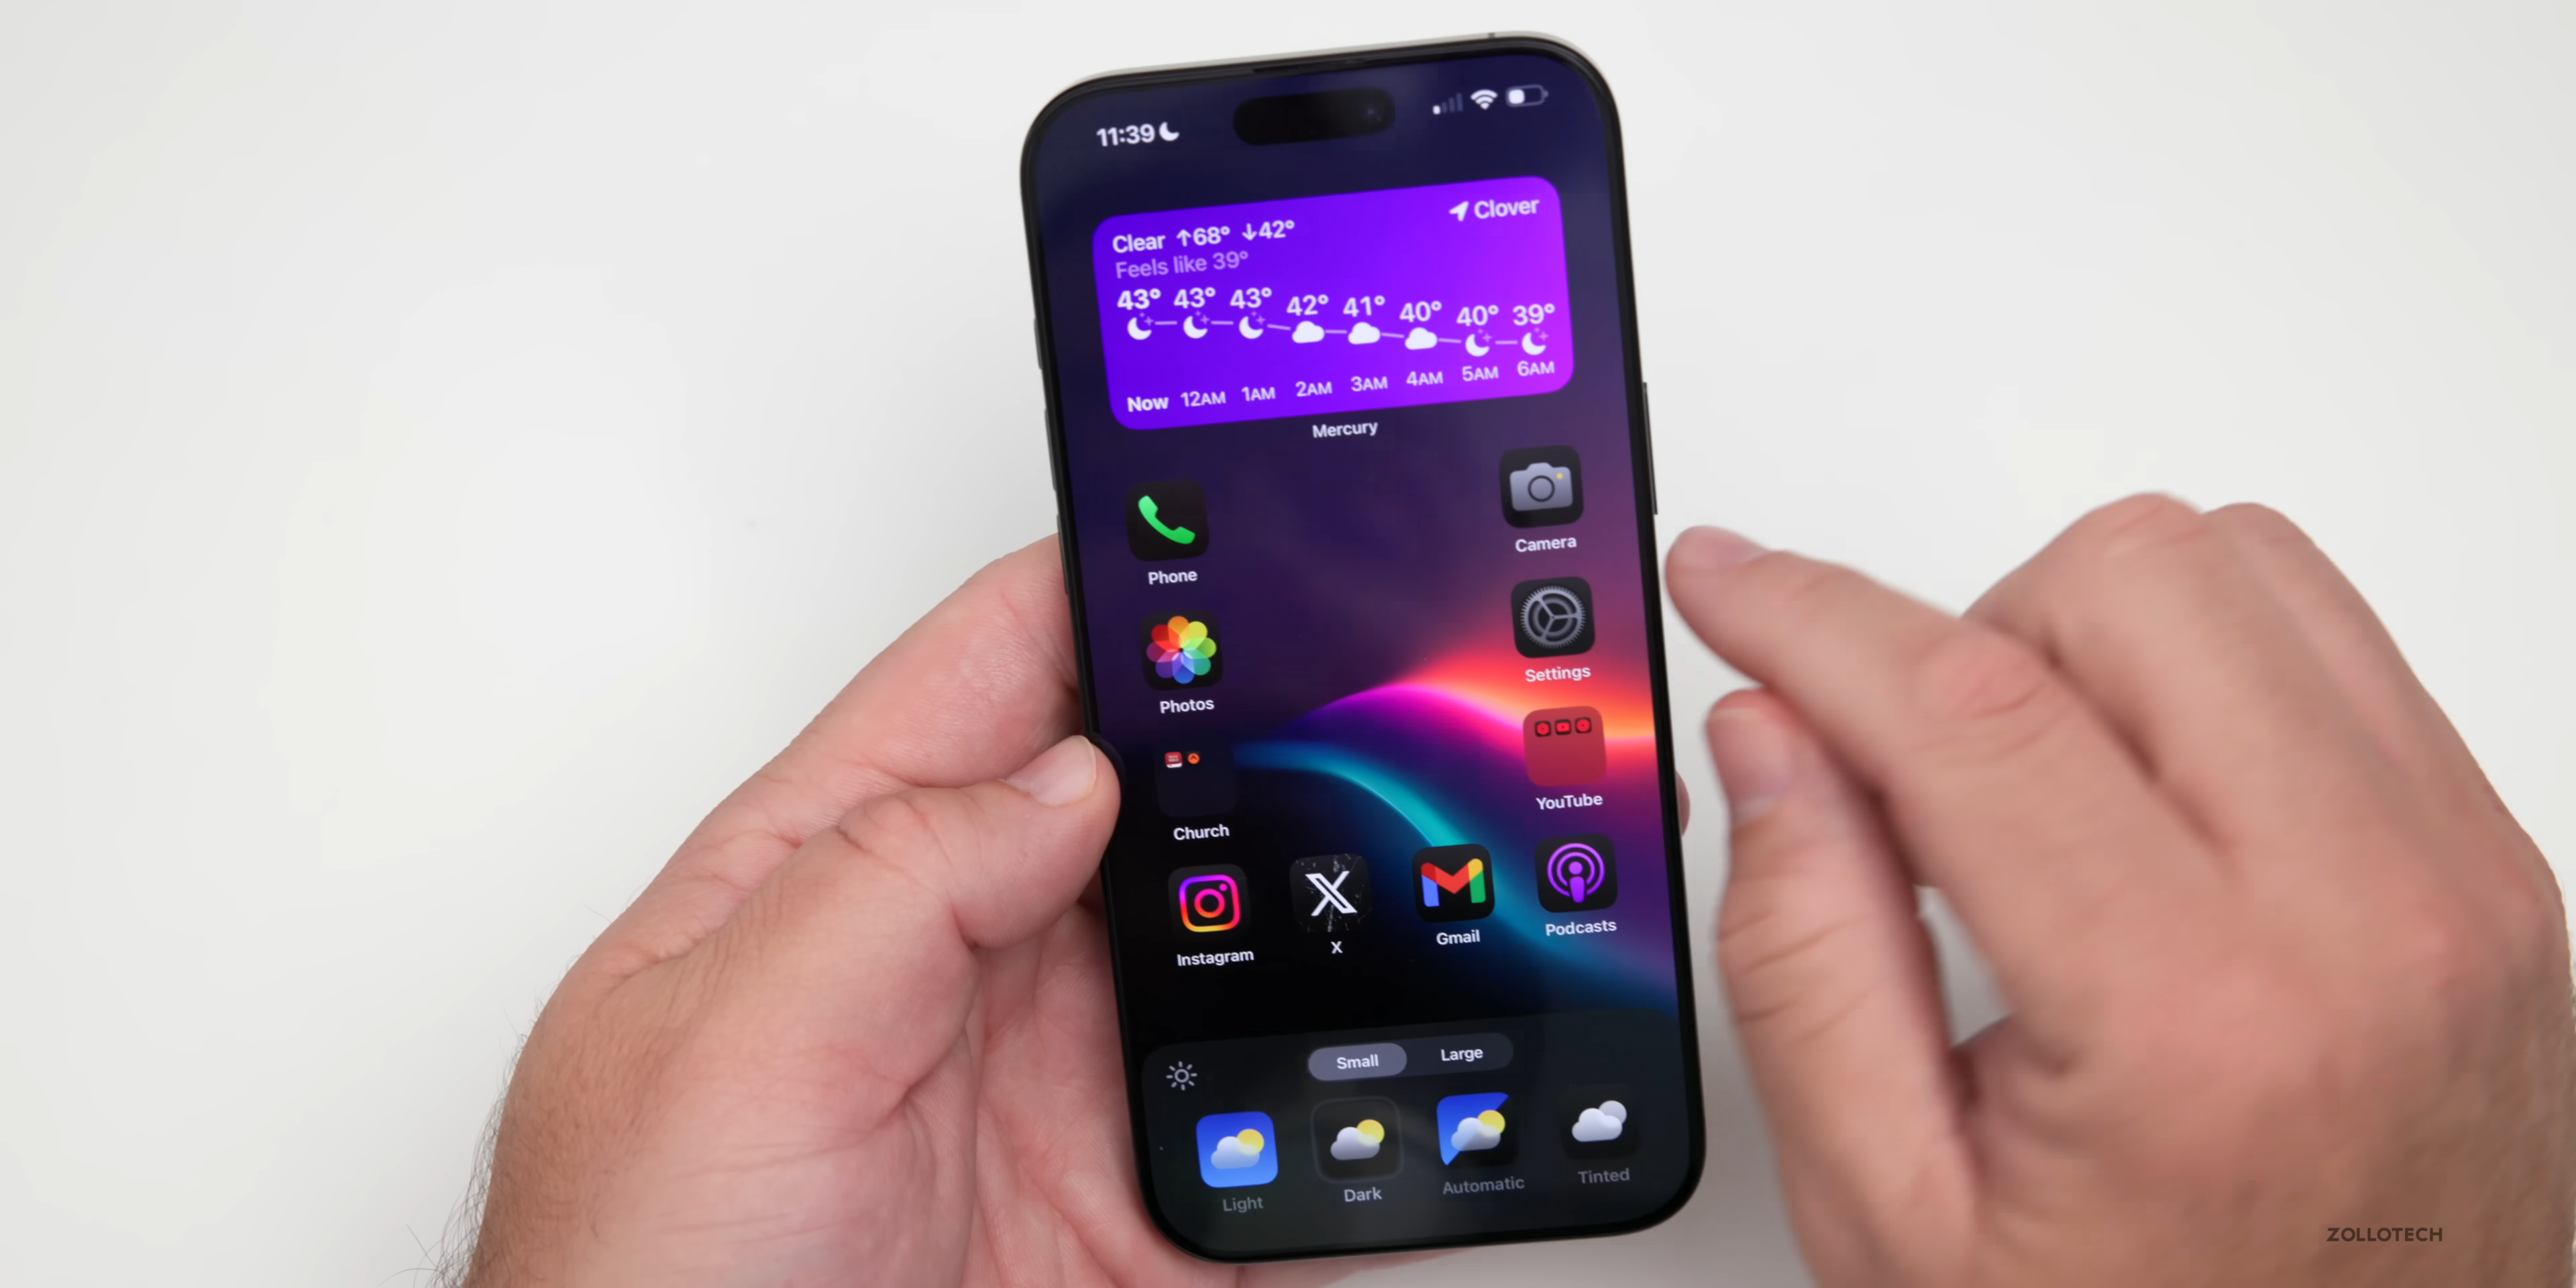 11:39
Clear ↑68° ↓42°
Clover
Feels like 39°
43° 43° 43° 42° 41° 40° 40° 39°
Now 12AM 1AM 2AM 3AM 4AM 5AM 6AM
Mercury
Phone
Camera
Photos
Settings
Church
YouTube
Instagram X Gmail Podcasts
Small Large
Light Dark Automatic Tinted
ZOLLOTECH